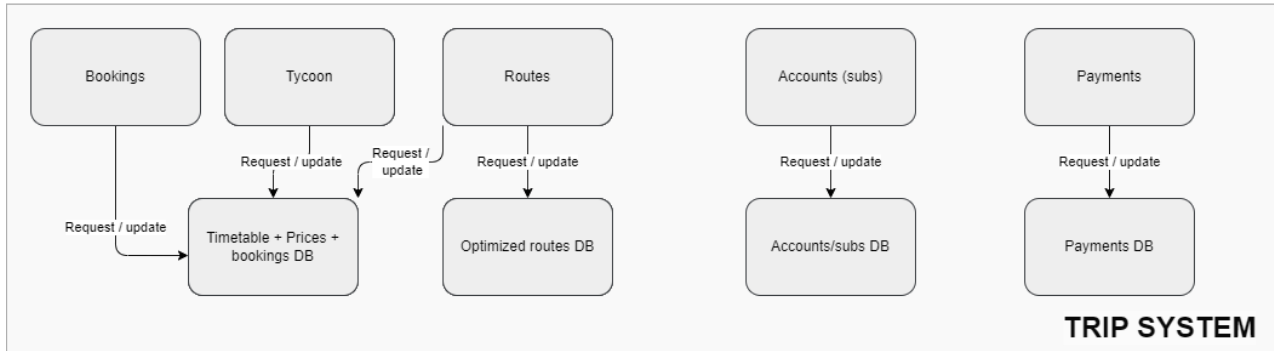 Bookings
Tycoon
Routes
Accounts (subs)
Payments
Request / update
Request /
update
Request / update
Request / update
Request / update
Request / update
Timetable + Prices +
bookings DB
Optimized routes DB
Accounts/subs DB
Payments DB
TRIP SYSTEM